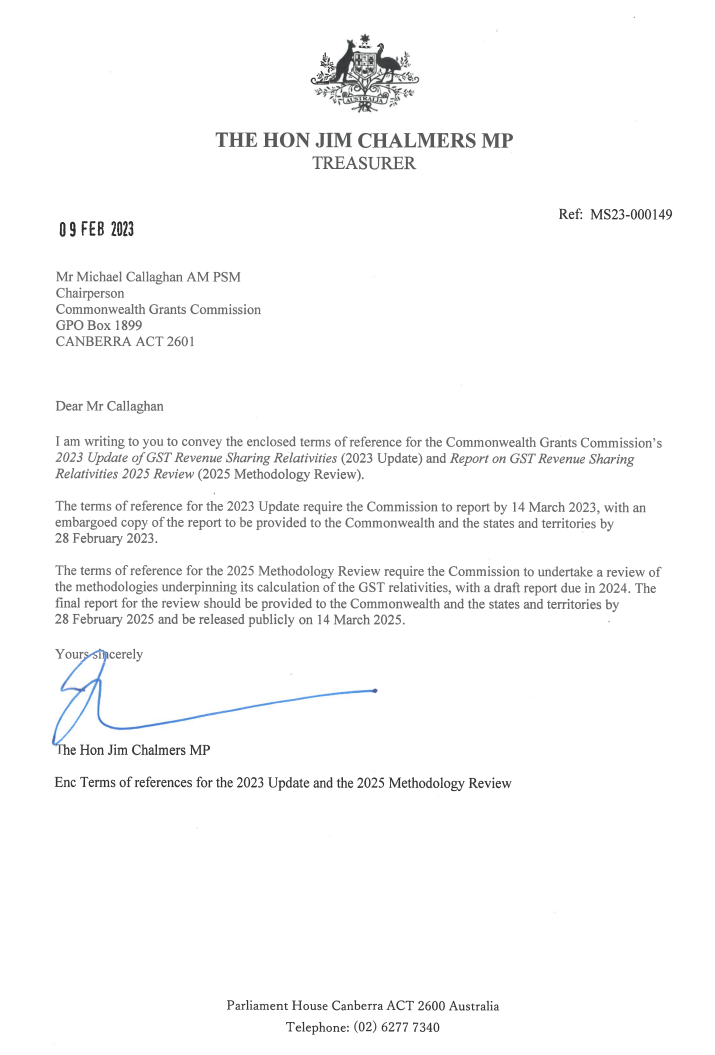 AUSTRALIA
THE HON JIM CHALMERS MP
TREASURER
Ref: MS23-000149
09 FEB 2023
Mr Michael Callaghan AM PSM
Chairperson
Commonwealth Grants Commission
GPO Box 1899
CANBERRA ACT 2601
Dear Mr Callaghan
I am writing to you to convey the enclosed terms of reference for the Commonwealth Grants Commission's
2023 Update of GST Revenue Sharing Relativities (2023 Update) and Report on GST Revenue Sharing
Relativities 2025 Review (2025 Methodology Review).
The terms of reference for the 2023 Update require the Commission to report by 14 March 2023, with an
embargoed copy of the report to be provided to the Commonwealth and the states and territories by
28 February 2023.
The terms of reference for the 2025 Methodology Review require the Commission to undertake a review of
the methodologies underpinning its calculation of the GST relativities, with a draft report due in 2024. The
final report for the review should be provided to the Commonwealth and the states and territories by
28 February 2025 and be released publicly on 14 March 2025.
Yours sincerely
The Hon Jim Chalmers MP
Enc Terms of references for the 2023 Update and the 2025 Methodology Review
Parliament House Canberra ACT 2600 Australia
Telephone: (02) 6277 7340